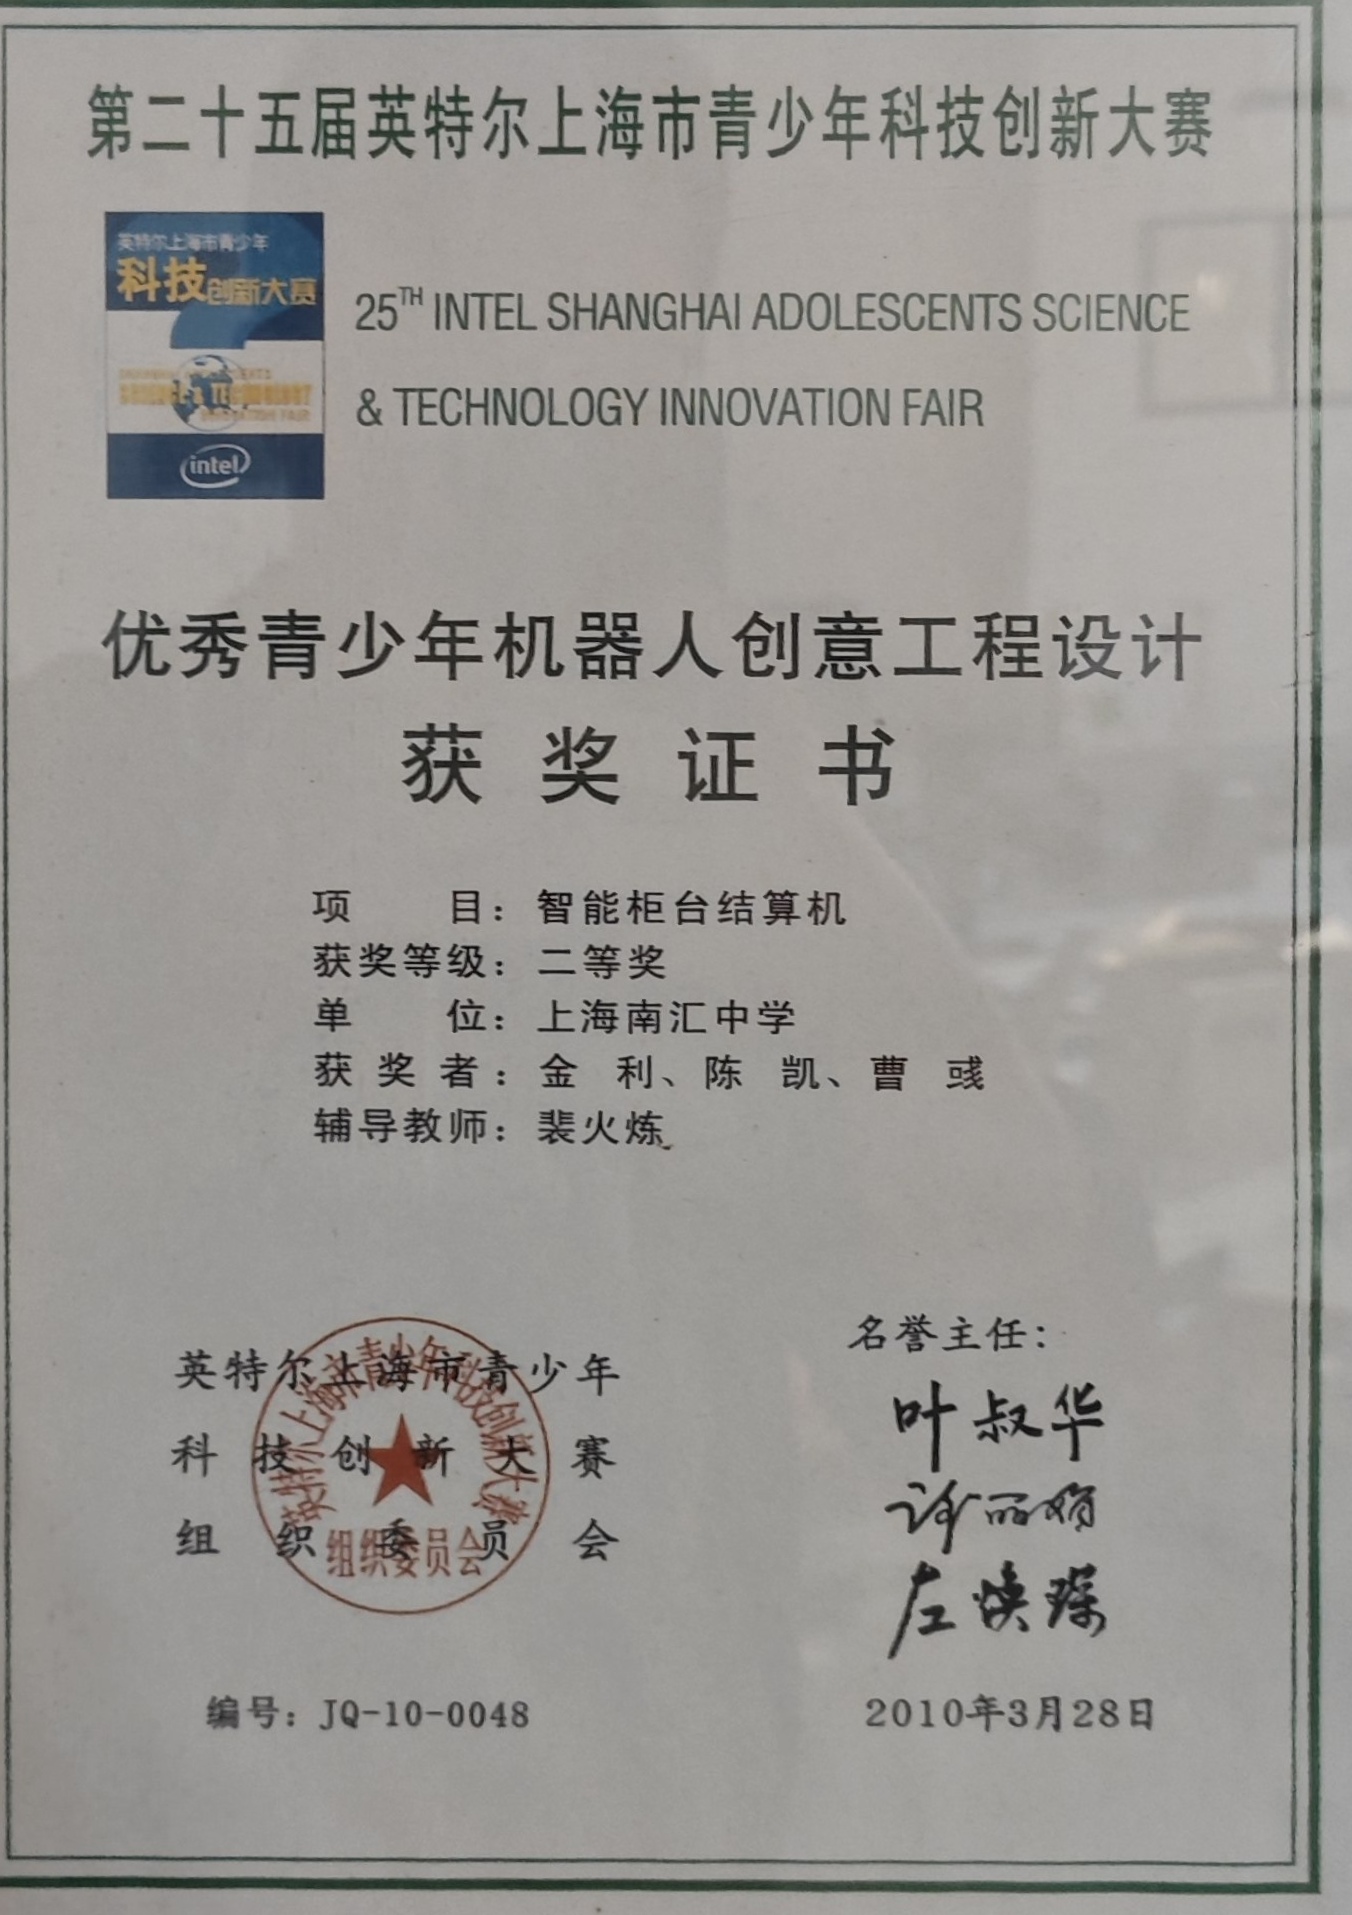 第二十五届英特尔上海市青少年科技创新大赛
英特尔上海市青少年
科技创新大赛
SCIENCE & TECHNOLOGY
INNOVATION FAIR
intel
25TH INTEL SHANGHAI ADOLESCENTS SCIENCE
& TECHNOLOGY INNOVATION FAIR
优秀青少年机器人创意工程设计
获奖证书
项 目：智能柜台结算机
获奖等级：二等奖
单 位：上海南汇中学
获奖者：金 利、陈 凯、曹 彧
辅导教师：裴火炼
英特尔上海市青少年
科技创新大赛
组织委员会
英特尔上海市青少年科技创新大赛
组织委员会
名誉主任：
叶叔华
许丽娟
左焕琛
编号：JQ-10-0048
2010年3月28日